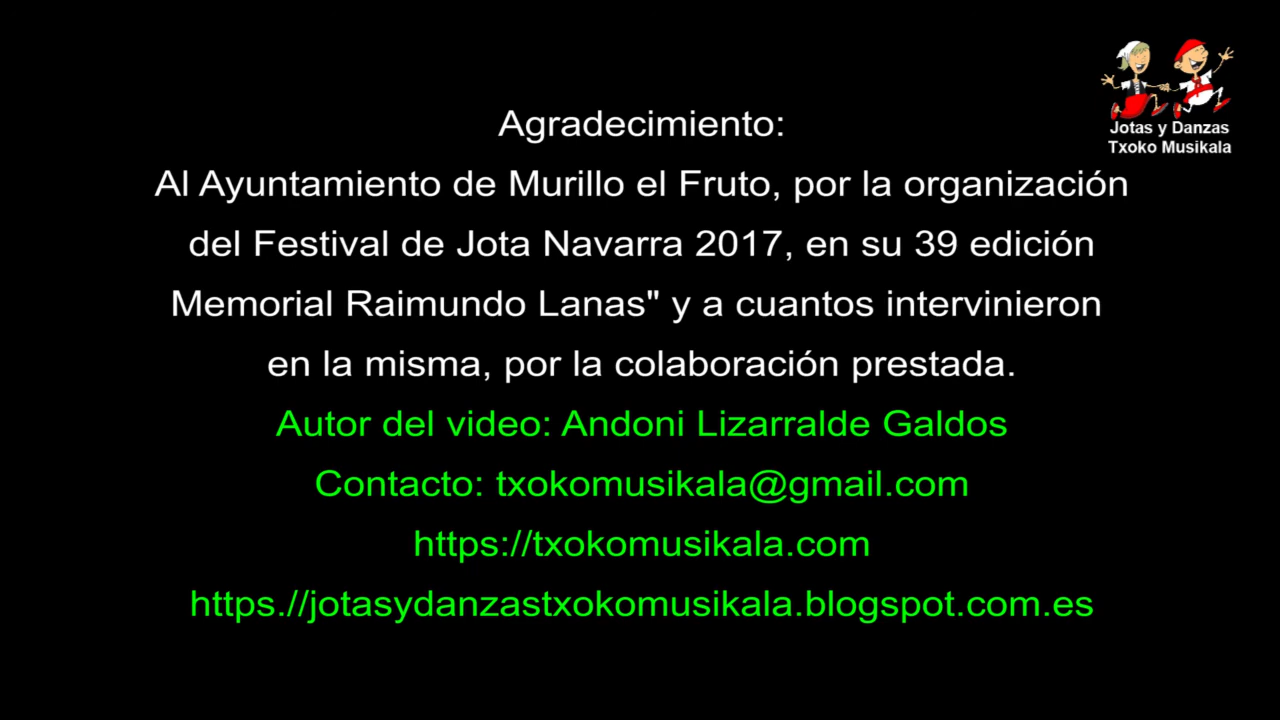 Jotas y Danzas
Txoko Musikala
Agradecimiento:
Al Ayuntamiento de Murillo el Fruto, por la organización
del Festival de Jota Navarra 2017, en su 39 edición
Memorial Raimundo Lanas" y a cuantos intervinieron
en la misma, por la colaboración prestada.
Autor del video: Andoni Lizarralde Galdos
Contacto: txokomusikala@gmail.com
https://txokomusikala.com
https.//jotasydanzastxokomusikala.blogspot.com.es